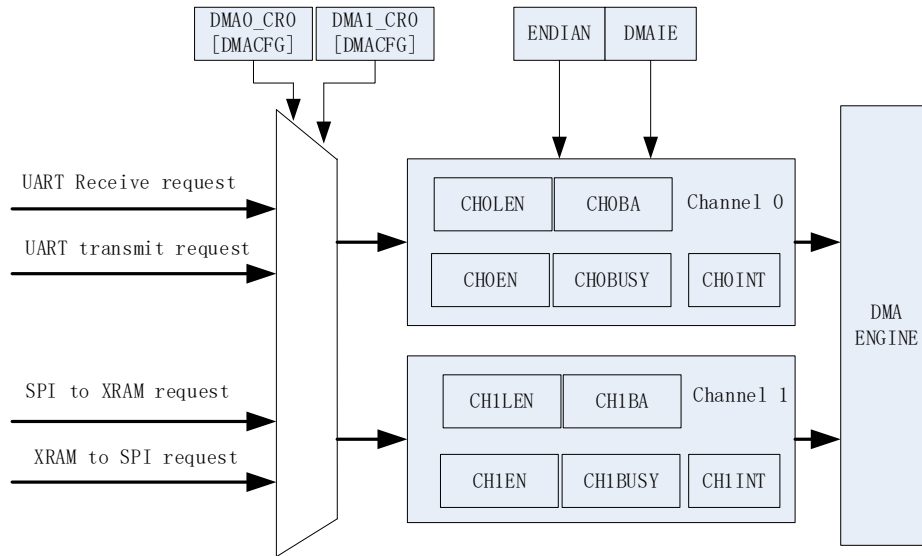 DMA0_CR0
[DMACFG]
DMA1_CR0
[DMACFG]
ENDIAN
DMAIE
UART Receive request
UART transmit request
SPI to XRAM request
XRAM to SPI request
CH0LEN
CH0BA
Channel 0
CH0EN
CH0BUSY
CH0INT
CH1LEN
CH1BA
Channel 1
CH1EN
CH1BUSY
CH1INT
DMA
ENGINE